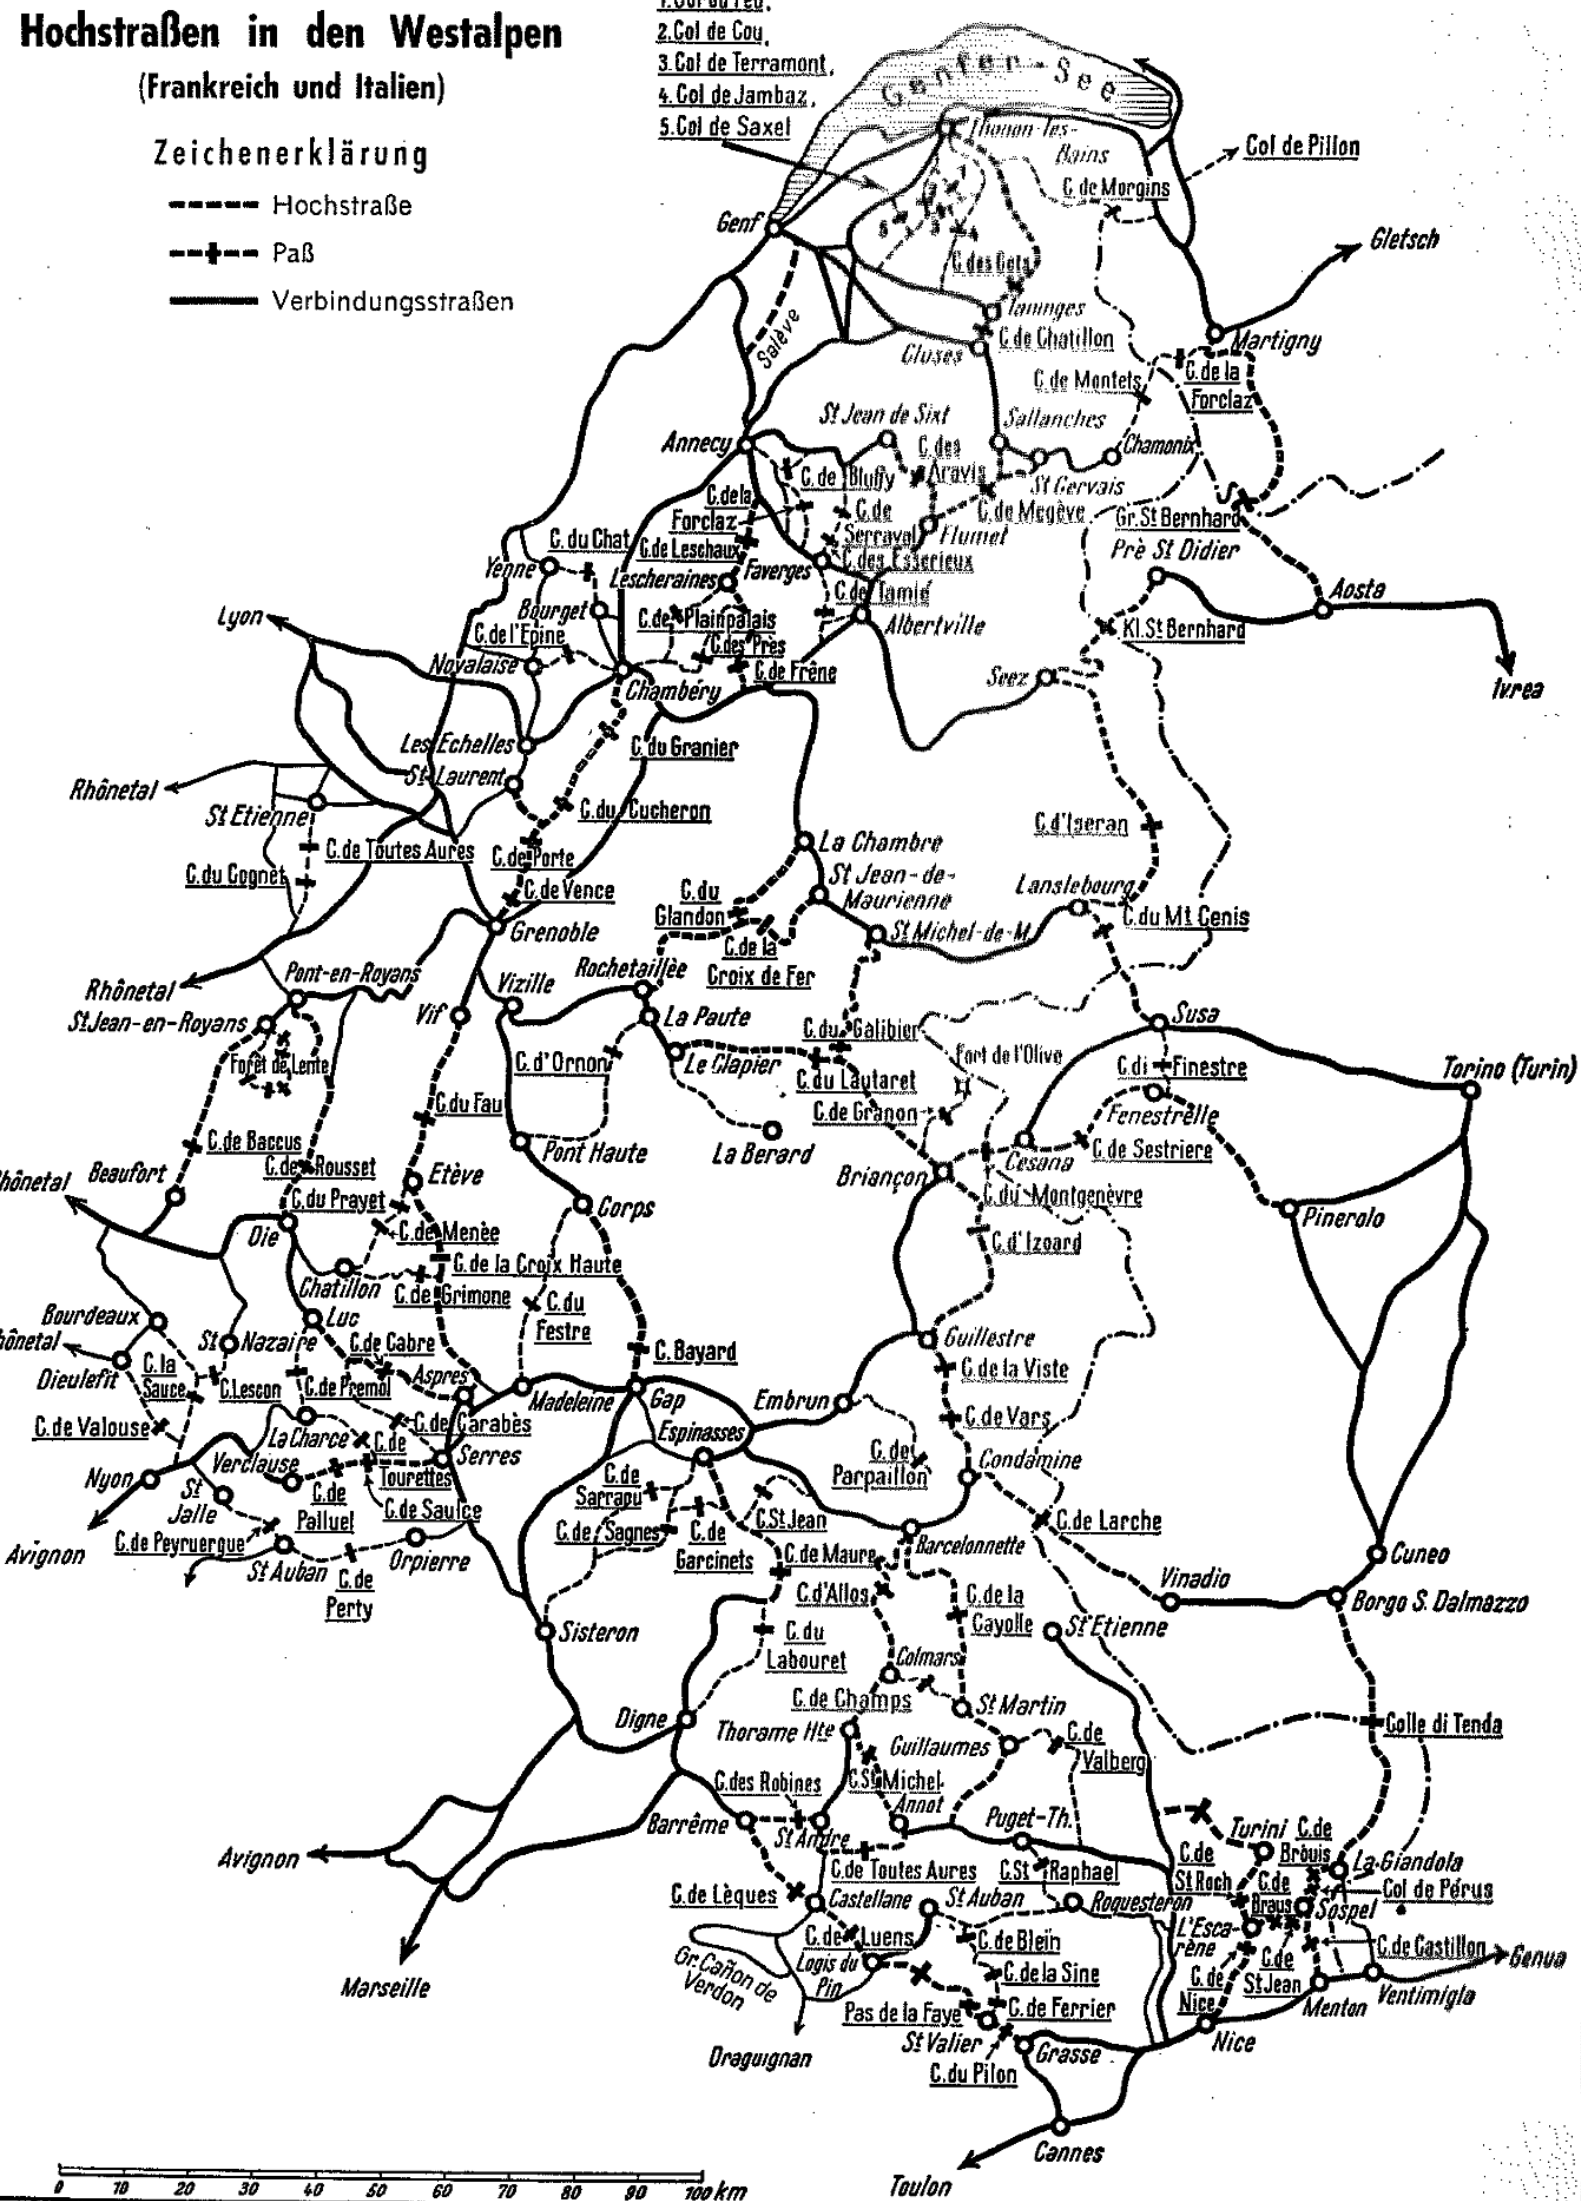 Hochstraßen in den Westalpen
(Frankreich und Italien)
Zeichenerklärung
Hochstraße
Paß
Verbindungsstraßen
2.Col de Cou,
3.Col de Terramont,
4.Col de Jambaz,
5.Col de Saxel
Genfer-See
Thonon-les-
Bains
Col de Pillon
C. de Morgins
Genf
Gletsch
C. des Gets
Salève
Taninges
C. de Chatillon
Cluses
Martigny
C. de Montets
C. de la
Forclaz
St Jean de Sixt
Sallanches
Annecy
C. des
Aravis
Chamonix
C. de Bluffy
St Gervais
C. de la
Forclaz
C. de
Serraval
C. de Megève
Flumet
Gr. St Bernhard
C. du Chat
C. de Leschaux
C. des Esserieux
Prè St Didier
Yenne
Lescheraines
Faverges
C. de Tamié
Aosta
Lyon
Bourget
C. de Plainpalais
Albertville
Kl. St Bernhard
C. de l'Epine
C. des Près
Novalaise
C. de Frêne
Seez
Ivrea
Chambéry
Les Echelles
C. du Granier
St Laurent
Rhônetal
St Etienne
C. du Cucheron
C. d'Iseran
C. de Toutes Aures
C. de Porte
La Chambre
C. du Cognet
C. de Vence
C. du
Glandon
St Jean-de-
Maurienne
Lanslebourg
C. du Mt Cenis
Grenoble
C. de la
Croix de Fer
St Michel-de-M.
Rhônetal
Pont-en-Royans
Vizille
Rochetaillèe
St Jean-en-Royans
Vif
La Paute
C. du Galibier
Susa
Forêt de Lente
C. d'Ornon
Le Clapier
Fort de l'Olive
C. di Finestre
Torino (Turin)
C. du Lautaret
C. du Fau
C. de Granon
Fenestrelle
C. de Baccus
Pont Haute
La Berard
Cesana
C. de Sestriere
Rhônetal
Beaufort
C. de Rousset
Etève
Briançon
C. du Prayet
Corps
C. du Montgenèvre
Pinerolo
Die
C. de Menèe
C. d'Izoard
C. de la Croix Haute
Chatillon
C. de Grimone
C. du
Festre
Bourdeaux
Luc
Guillestre
St Nazaire
C. de Cabre
C. Bayard
C. de la Viste
Dieulefit
C. la
Sauce
C. Lescon
C. de Premol
Aspres
Madeleine
Gap
Embrun
C. de Valouse
C. de Carabès
C. de Vars
La Charce
C. de
Tourettes
Serres
Espinasses
C. de
Parpaillon
Condamine
Nyon
Verclause
C. de
Palluel
C. de Saulce
C. de
Sarrapu
St
Jalle
C. de Sagnes
C. de
Garcinets
C. St Jean
C. de Larche
C. de Peyruergue
Avignon
St Auban
C. de
Perty
Orpierre
C. de Maure
Barcelonnette
Cuneo
C. d'Allos
Vinadio
Borgo S. Dalmazzo
C. de la
Cayolle
St Etienne
Sisteron
C. du
Labouret
Colmars
C. de Champs
St Martin
Digne
Thorame Hte
Guillaumes
C. de
Valberg
Colle di Tenda
C. des Robines
C. St Michel
Annot
Barrême
St Andre
Puget-Th.
Turini
C. de
Brouis
Avignon
C. de Toutes Aures
C. St Raphael
C. de
St Roch
C. de
Braus
La Giandola
Col de Pérus
C. de Lèques
Castellane
St Auban
Roquesteron
Sospel
C. de Luens
C. de Blein
L'Esca-
rène
C. de Castillon
Genua
Gr. Cañon de
Verdon
Logis du
Pin
C. de la Sine
C. de
Nice
C. de
St Jean
Marseille
Pas de la Faye
C. de Ferrier
Menton
Ventimigla
St Valier
Draguignan
Grasse
Nice
C. du Pilon
Cannes
Toulon
0 10 20 30 40 50 60 70 80 90 100 km